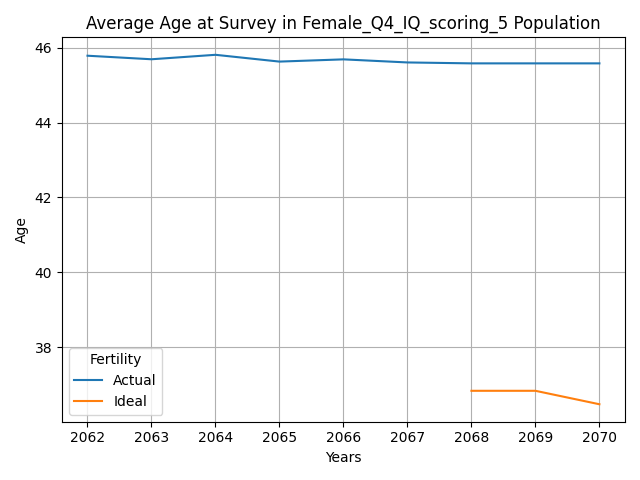 Average Age at Survey in Female_Q4_IQ_scoring_5 Population
46
44
42
40
38
Age
Fertility
Actual
Ideal
2062 2063 2064 2065 2066 2067 2068 2069 2070
Years